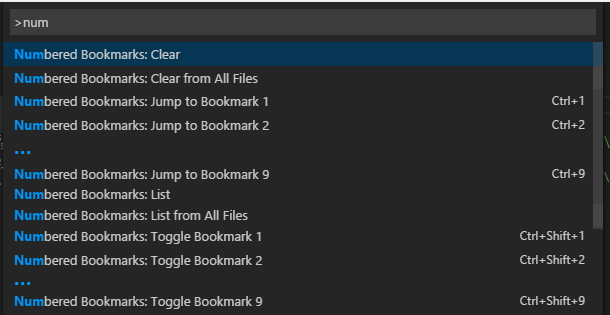 >num
Numbered Bookmarks: Clear
Numbered Bookmarks: Clear from All Files
Numbered Bookmarks: Jump to Bookmark 1 Ctrl+1
Numbered Bookmarks: Jump to Bookmark 2 Ctrl+2
...
Numbered Bookmarks: Jump to Bookmark 9 Ctrl+9
Numbered Bookmarks: List
Numbered Bookmarks: List from All Files
Numbered Bookmarks: Toggle Bookmark 1 Ctrl+Shift+1
Numbered Bookmarks: Toggle Bookmark 2 Ctrl+Shift+2
...
Numbered Bookmarks: Toggle Bookmark 9 Ctrl+Shift+9